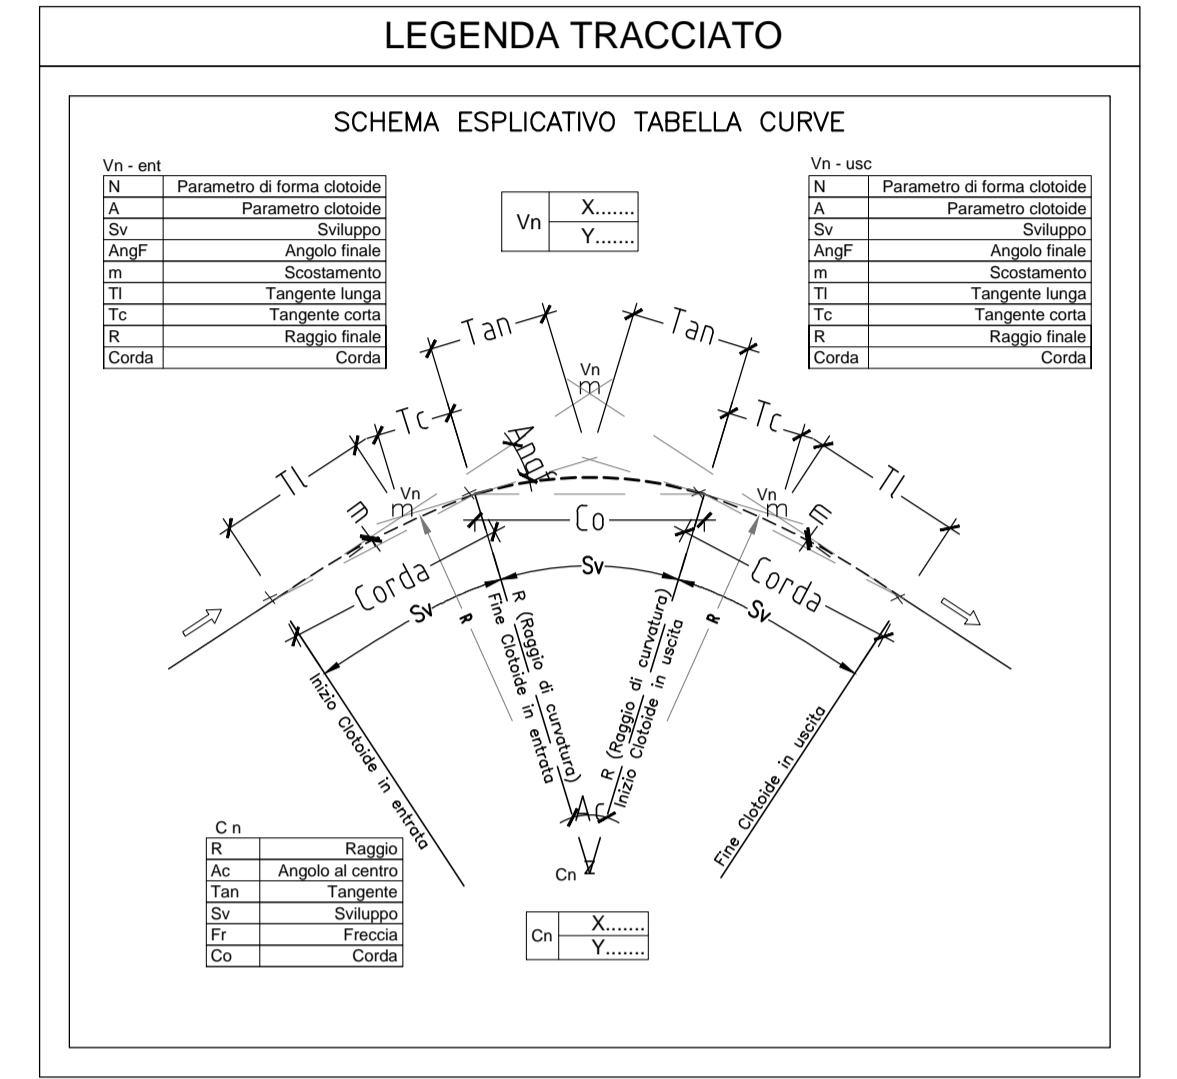 LEGENDA TRACCIATO
SCHEMA ESPLICATIVO TABELLA CURVE
Vn - ent
N Parametro di forma clotoide
A Parametro clotoide
Sv Sviluppo
AngF Angolo finale
m Scostamento
Tl Tangente lunga
Tc Tangente corta
R Raggio finale
Corda Corda
Vn X.......
Y.......
Vn - usc
N Parametro di forma clotoide
A Parametro clotoide
Sv Sviluppo
AngF Angolo finale
m Scostamento
Tl Tangente lunga
Tc Tangente corta
R Raggio finale
Corda Corda
Tan
Tan
Vn
m
Tc
Tc
Tl
Tl
Vn
m
Vn
m
m
m
Co
Corda
Corda
Sv
Sv
Sv
R
R
R (Raggio di curvatura)
Fine Clotoide in entrata
R (Raggio di curvatura)
Inizio Clotoide in uscita
Inizio Clotoide in entrata
Fine Clotoide in uscita
Ac
Cn
C n
R Raggio
Ac Angolo al centro
Tan Tangente
Sv Sviluppo
Fr Freccia
Co Corda
Cn X.......
Y.......